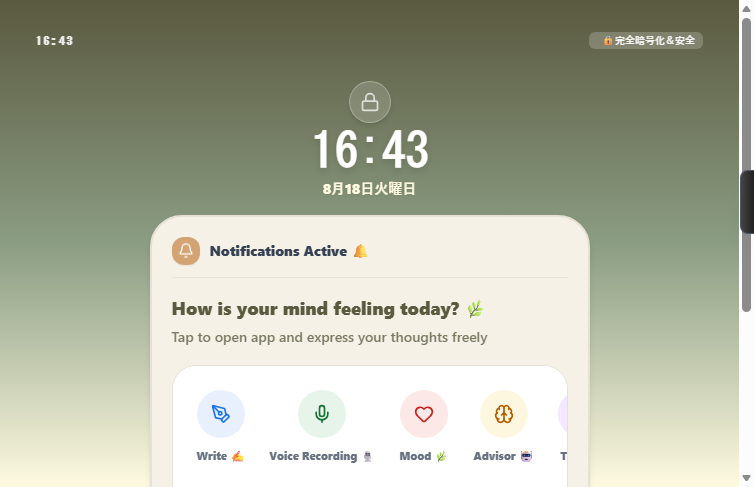 16:43
🔒完全暗号化＆安全
16:43
8月18日火曜日
Notifications Active 🔔
How is your mind feeling today? 🌿
Tap to open app and express your thoughts freely
Write ✍️
Voice Recording 🎙️
Mood 🌿
Advisor 🤖